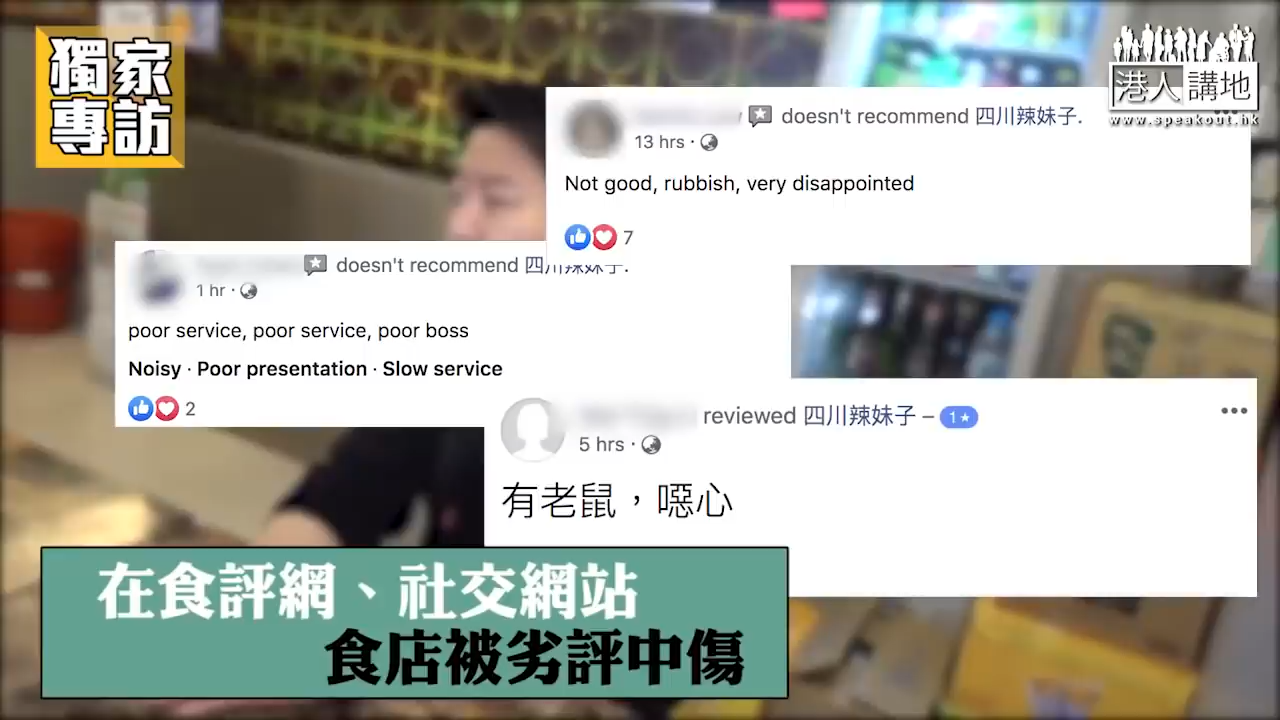 獨家
專訪
港人講地
www.speakout.hk
doesn't recommend 四川辣妹子.
13 hrs
Not good, rubbish, very disappointed
7
doesn't recommend 四川辣妹子.
1 hr
poor service, poor service, poor boss
Noisy · Poor presentation · Slow service
2
reviewed 四川辣妹子 – 1★
5 hrs
有老鼠，噁心
在食評網、社交網站
食店被劣評中傷